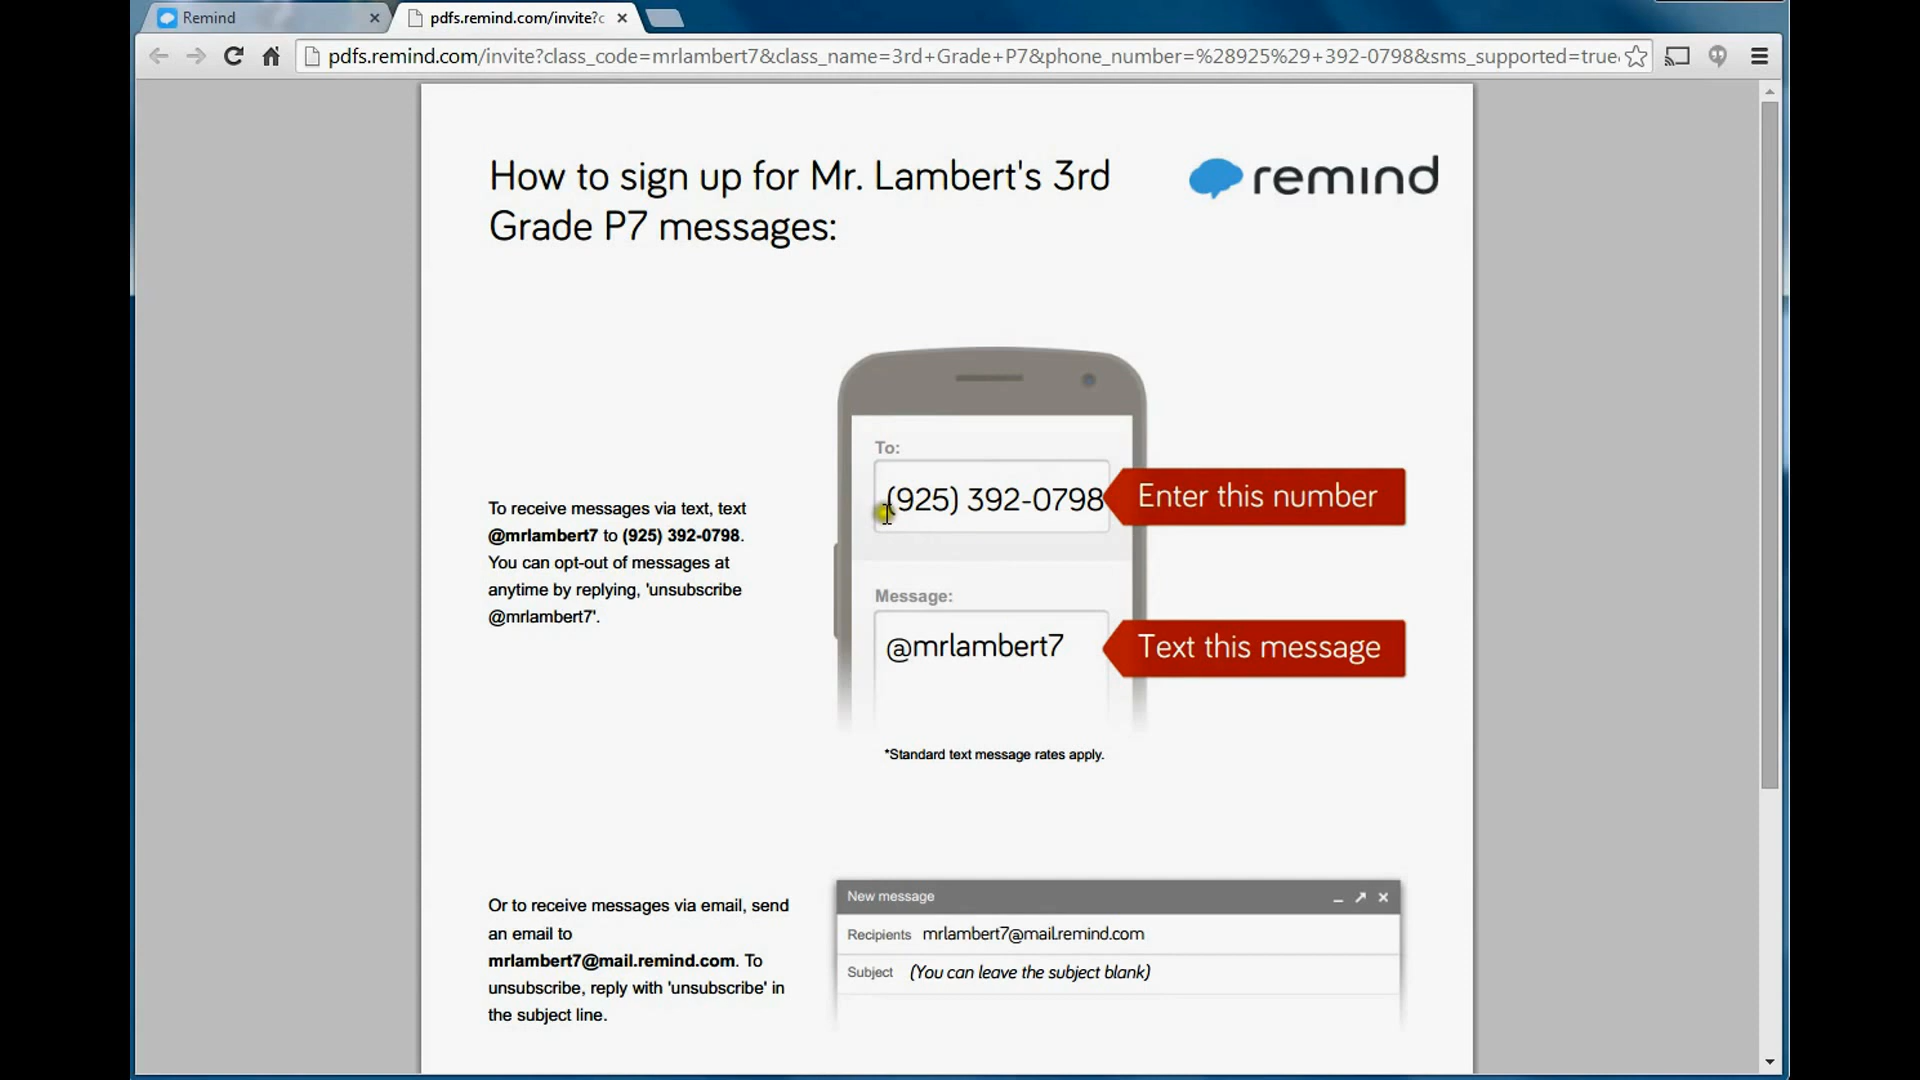 Remind
pdfs.remind.com/invite?c
pdfs.remind.com/invite?class_code=mrlambert7&class_name=3rd+Grade+P7&phone_number=%28925%29+392-0798&sms_supported=true
How to sign up for Mr. Lambert's 3rd
Grade P7 messages:
remind
To:
(925) 392-0798
Enter this number
To receive messages via text, text
@mrlambert7 to (925) 392-0798.
You can opt-out of messages at
anytime by replying, 'unsubscribe
@mrlambert7'.
Message:
@mrlambert7
Text this message
*Standard text message rates apply.
Or to receive messages via email, send
an email to
mrlambert7@mail.remind.com. To
unsubscribe, reply with 'unsubscribe' in
the subject line.
New message
Recipients mrlambert7@mail.remind.com
Subject (You can leave the subject blank)